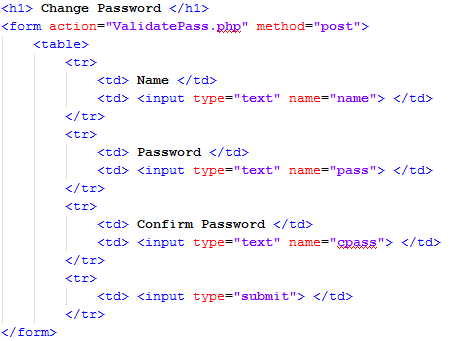 <h1> Change Password </h1>
<form action="ValidatePass.php" method="post">
<table>
<tr>
<td> Name </td>
<td> <input type="text" name="name"> </td>
</tr>
<tr>
<td> Password </td>
<td> <input type="text" name="pass"> </td>
</tr>
<tr>
<td> Confirm Password </td>
<td> <input type="text" name="cpass"> </td>
</tr>
<tr>
<td> <input type="submit"> </td>
</tr>
</form>